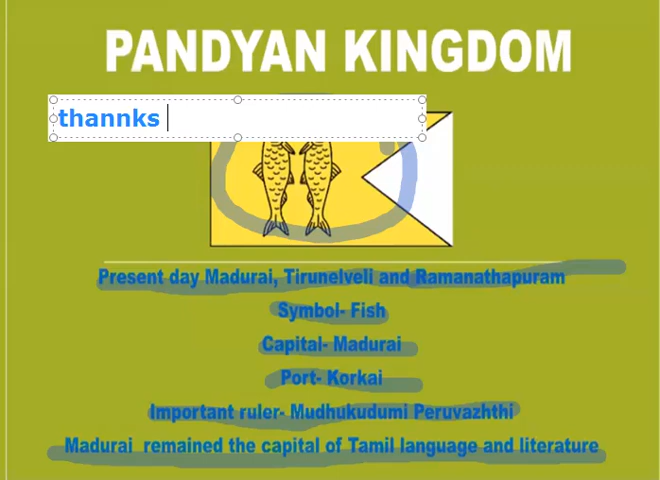 PANDYAN KINGDOM
thannks
Present day Madurai, Tirunelveli and Ramanathapuram
Symbol- Fish
Capital- Madurai
Port- Korkai
Important ruler- Mudhukudumi Peruvazhthi
Madurai remained the capital of Tamil language and literature